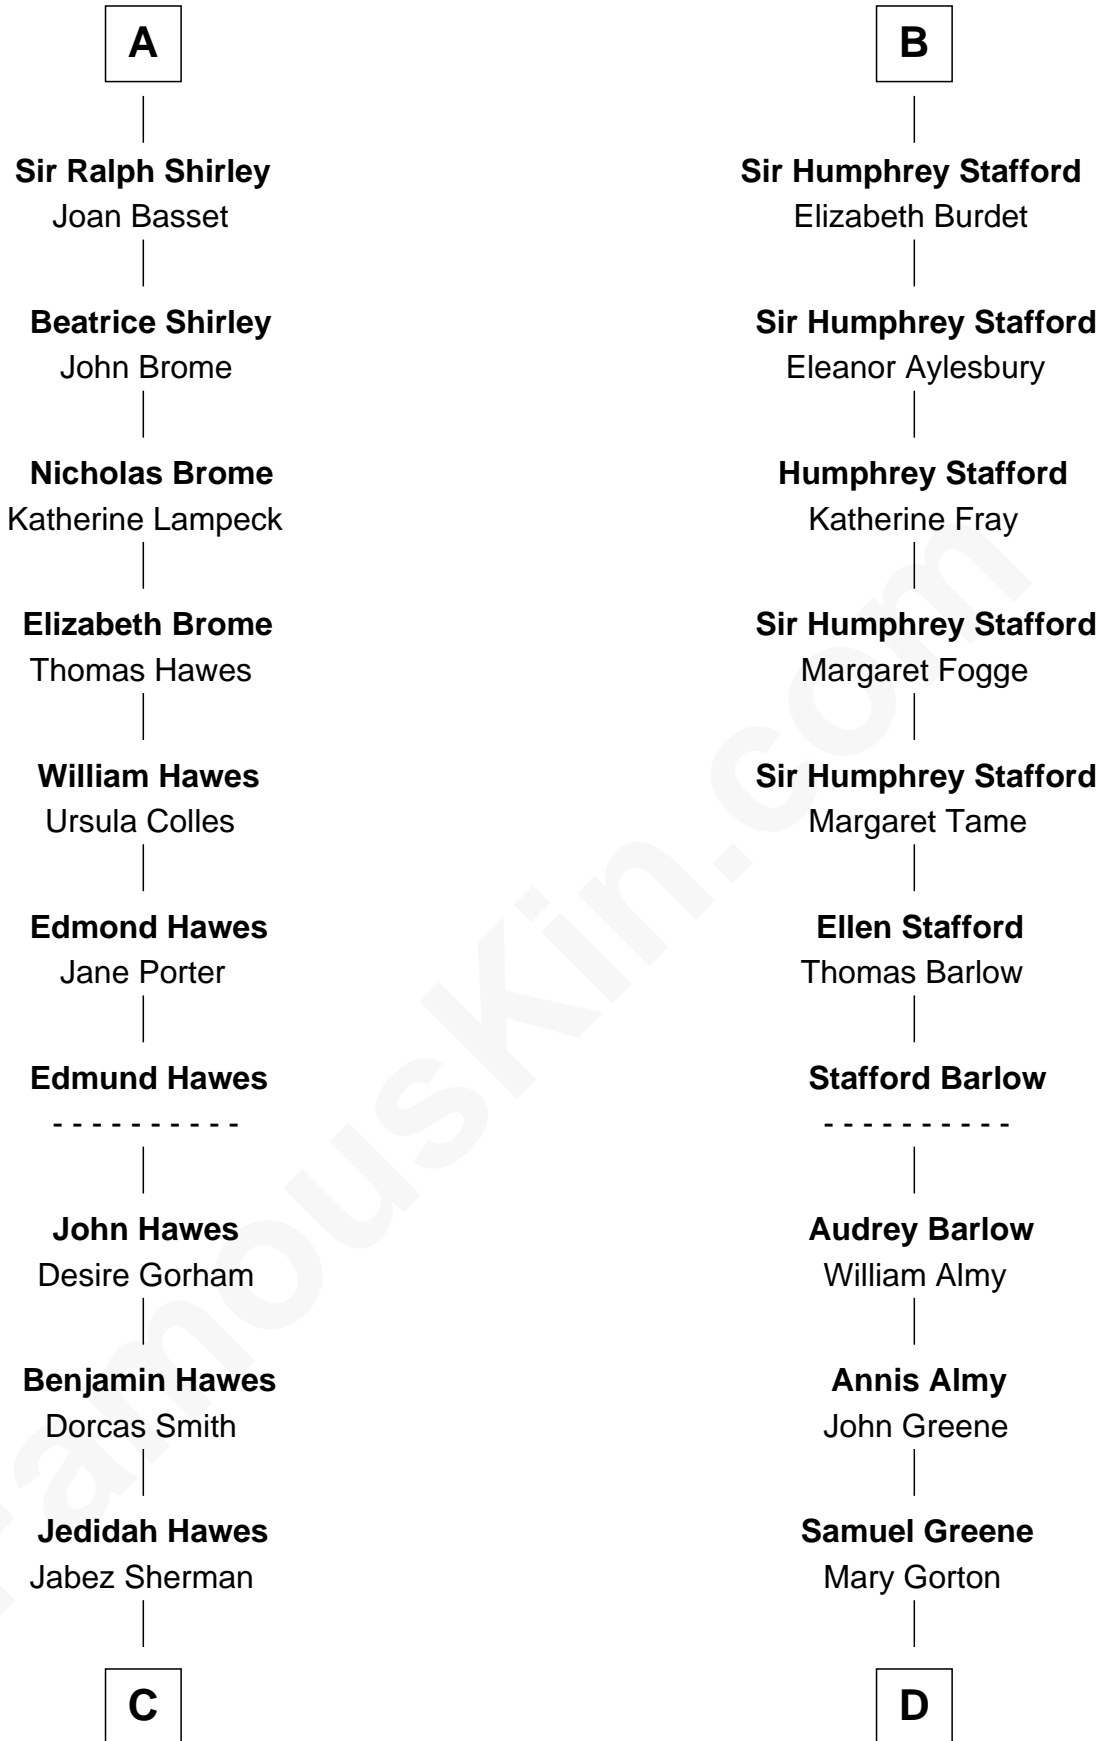 A
Sir Ralph Shirley
Joan Basset
Beatrice Shirley
John Brome
Nicholas Brome
Katherine Lampeck
Elizabeth Brome
Thomas Hawes
William Hawes
Ursula Colles
Edmond Hawes
Jane Porter
Edmund Hawes
- - - - - - - - - -
John Hawes
Desire Gorham
Benjamin Hawes
Dorcas Smith
Jedidah Hawes
Jabez Sherman
C
B
Sir Humphrey Stafford
Elizabeth Burdet
Sir Humphrey Stafford
Eleanor Aylesbury
Humphrey Stafford
Katherine Fray
Sir Humphrey Stafford
Margaret Fogge
Sir Humphrey Stafford
Margaret Tame
Ellen Stafford
Thomas Barlow
Stafford Barlow
- - - - - - - - - -
Audrey Barlow
William Almy
Annis Almy
John Greene
Samuel Greene
Mary Gorton
D
FamousKin.com